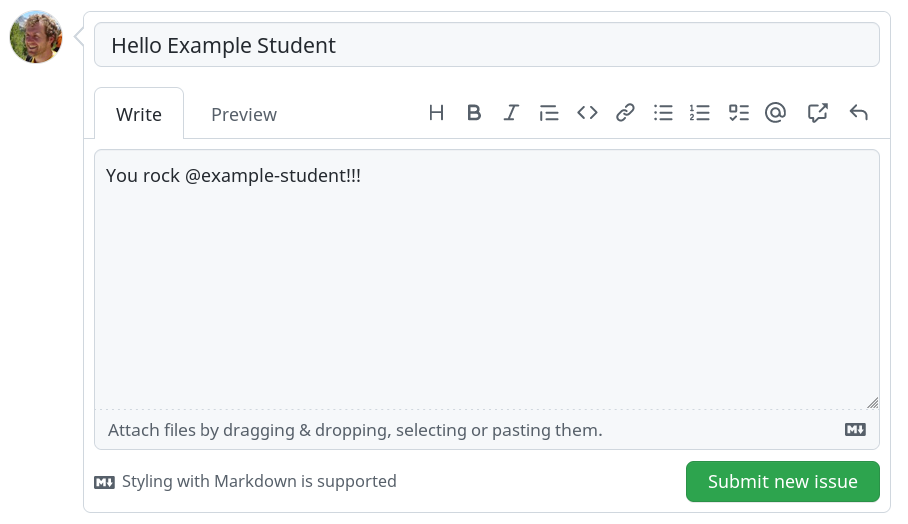 Hello Example Student
Write Preview
You rock @example-student!!!
Attach files by dragging & dropping, selecting or pasting them.
Styling with Markdown is supported
Submit new issue